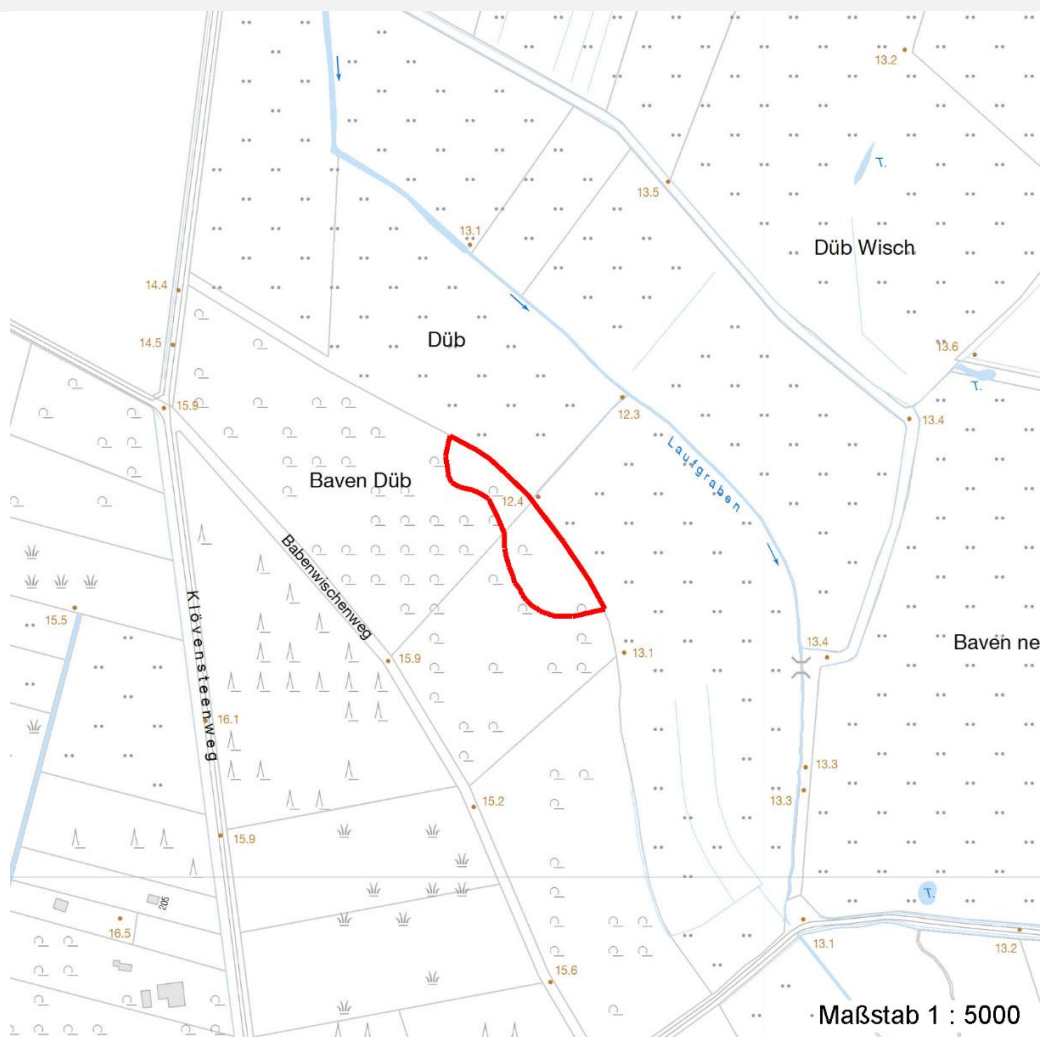 13.2
T.
13.5
13.1
Düb Wisch
14.4
Düb
14.5
13.6
T.
15.9
12.3
13.4
Laufgraben
Baven Düb
12.4
Babenwischenweg
15.5
Klövensteenweg
13.4
Baven ne
13.1
15.9
16.1
13.3
13.3
15.2
15.9
T.
205
16.5
13.1
13.2
15.6
Maßstab 1 : 5000